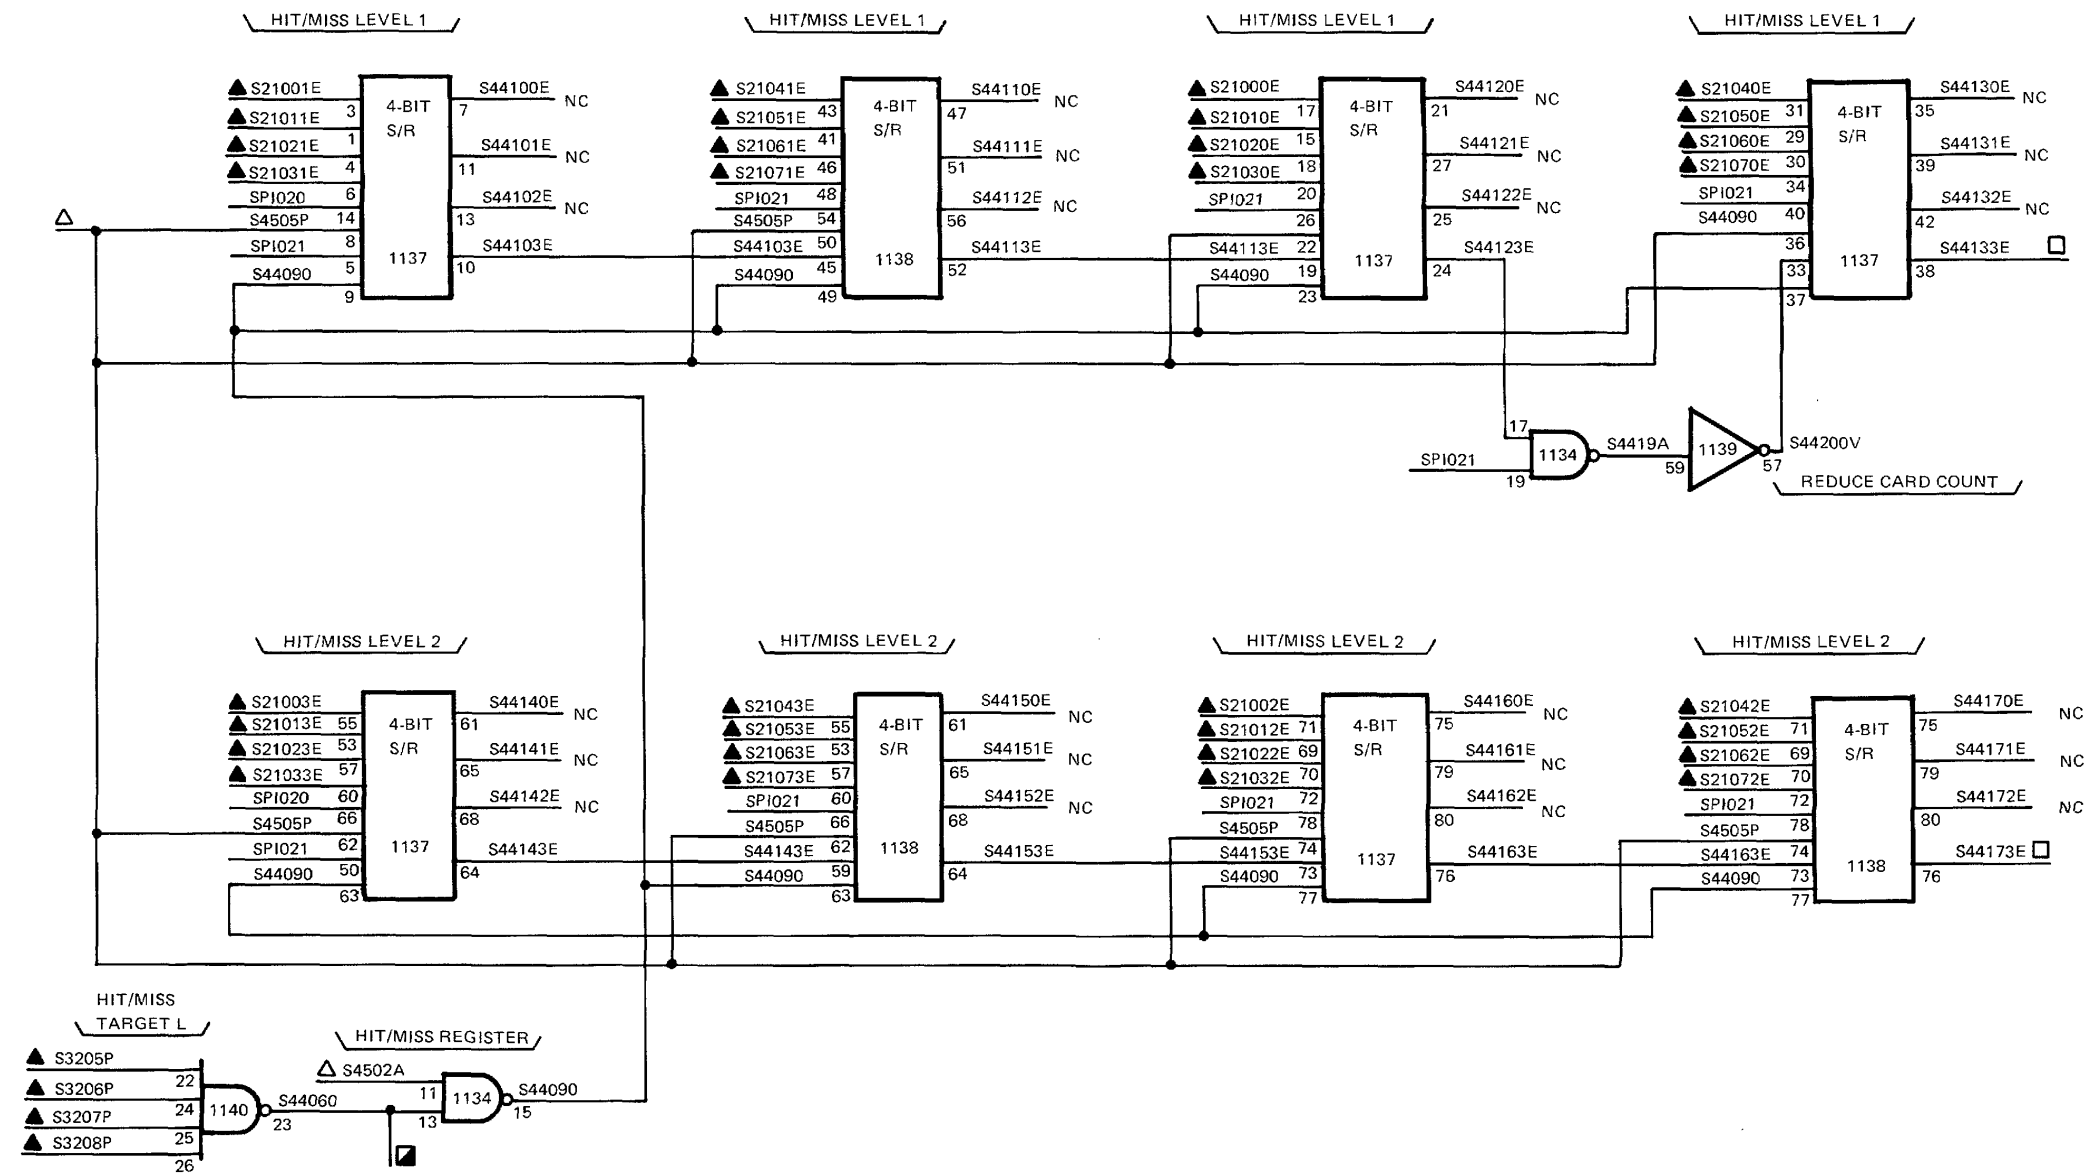 HIT/MISS LEVEL 1
S21001E
S21011E
S21021E
S21031E
SPI020
S4505P
SPI021
S44090
3
1
4
6
14
8
5
9
4-BIT
S/R
1137
S44100E
7
NC
S44101E
11
NC
S44102E
13
NC
S44103E
10
HIT/MISS LEVEL 1
S21041E
S21051E
S21061E
S21071E
SPI021
S4505P
S44103E
S44090
43
41
46
48
54
50
45
49
4-BIT
S/R
1138
S44110E
47
NC
S44111E
51
NC
S44112E
56
NC
S44113E
52
HIT/MISS LEVEL 1
S21000E
S21010E
S21020E
S21030E
SPI021
S44113E
S44090
17
15
18
20
26
22
19
23
4-BIT
S/R
1137
S44120E
21
NC
S44121E
27
NC
S44122E
25
NC
S44123E
24
HIT/MISS LEVEL 1
S21040E
S21050E
S21060E
S21070E
SPI021
S44090
31
29
30
34
40
36
33
37
4-BIT
S/R
1137
S44130E
35
NC
S44131E
39
NC
S44132E
42
NC
S44133E
38
SPI021
17
19
1134
S4419A
59
1139
57
S44200V
REDUCE CARD COUNT
HIT/MISS LEVEL 2
S21003E
S21013E
S21023E
S21033E
SPI020
S4505P
SPI021
S44090
55
53
57
60
66
62
50
63
4-BIT
S/R
1137
S44140E
61
NC
S44141E
65
NC
S44142E
68
NC
S44143E
64
HIT/MISS LEVEL 2
S21043E
S21053E
S21063E
S21073E
SPI021
S4505P
S44143E
S44090
55
53
57
60
66
62
59
63
4-BIT
S/R
1138
S44150E
61
NC
S44151E
65
NC
S44152E
68
NC
S44153E
64
HIT/MISS LEVEL 2
S21002E
S21012E
S21022E
S21032E
SPI021
S4505P
S44153E
S44090
71
69
70
72
78
74
73
77
4-BIT
S/R
1137
S44160E
75
NC
S44161E
79
NC
S44162E
80
NC
S44163E
76
HIT/MISS LEVEL 2
S21042E
S21052E
S21062E
S21072E
SPI021
S4505P
S44163E
S44090
71
69
70
72
78
74
73
77
4-BIT
S/R
1138
S44170E
75
NC
S44171E
79
NC
S44172E
80
NC
S44173E
76
HIT/MISS
TARGET L
S3205P
S3206P
S3207P
S3208P
22
24
25
26
1140
S44060
23
HIT/MISS REGISTER
S4502A
11
13
1134
S44090
15